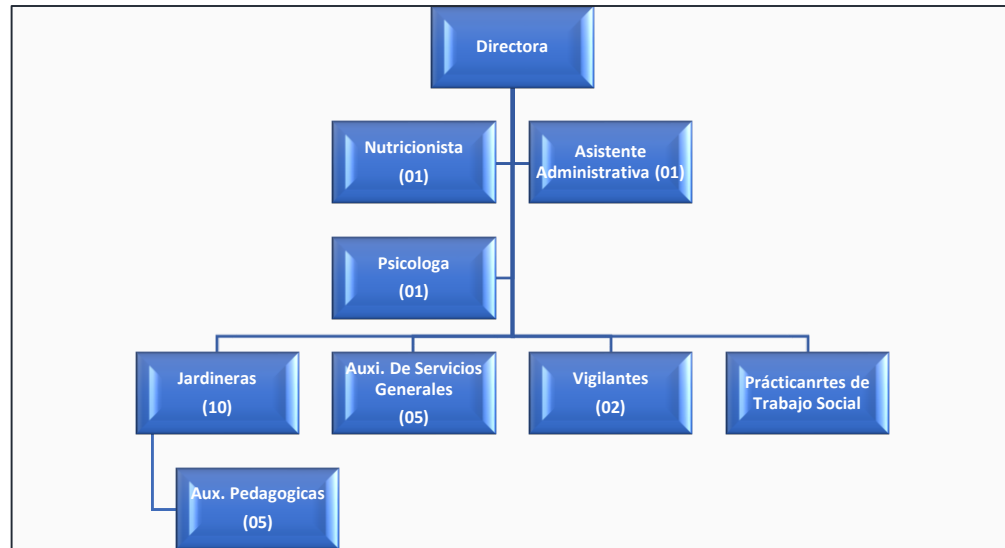 Directora
Nutricionista
(01)
Asistente
Administrativa (01)
Psicologa
(01)
Jardineras
(10)
Auxi. De Servicios
Generales
(05)
Vigilantes
(02)
Prácticanrtes de
Trabajo Social
Aux. Pedagogicas
(05)